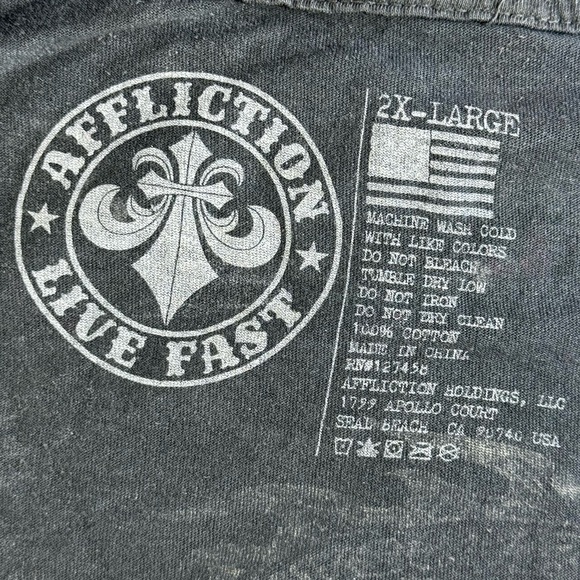 AFFLICTION
LIVE FAST
2X-LARGE
MACHINE WASH COLD
WITH LIKE COLORS
DO NOT BLEACH
TUMBLE DRY LOW
DO NOT IRON
DO NOT DRY CLEAN
100% COTTON
MADE IN CHINA
RN#127458
AFFLICTION HOLDINGS, LLC
1799 APOLLO COURT
SEAL BEACH CA 90740 USA